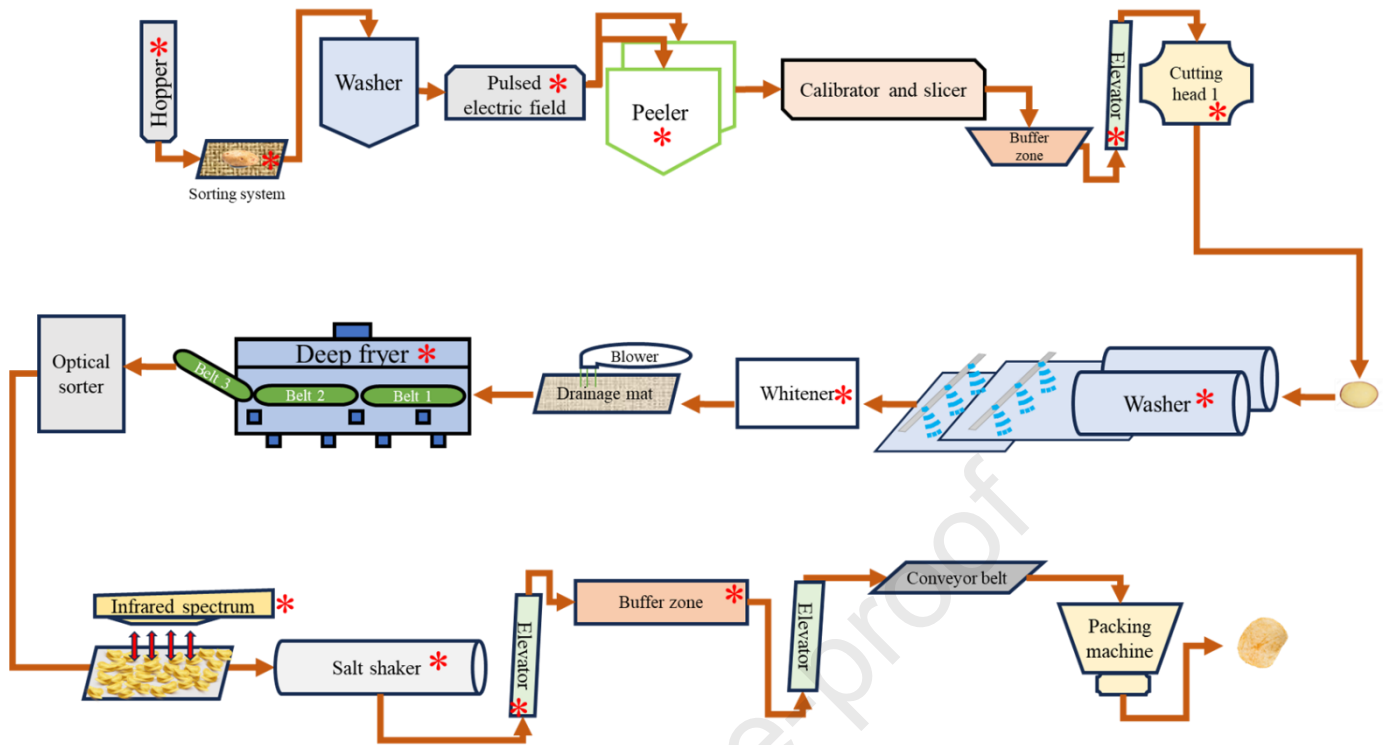 Hopper *
*
Sorting system
Washer
Pulsed *
electric field
Peeler
*
Calibrator and slicer
Buffer
zone
Elevator
*
Cutting
head 1
*
Optical
sorter
Deep fryer *
Belt 3
Belt 2
Belt 1
Blower
Drainage mat
Whitener *
Washer *
Infrared spectrum *
Salt shaker *
Elevator
*
Buffer zone *
Elevator
Conveyor belt
Packing
machine
e-proof